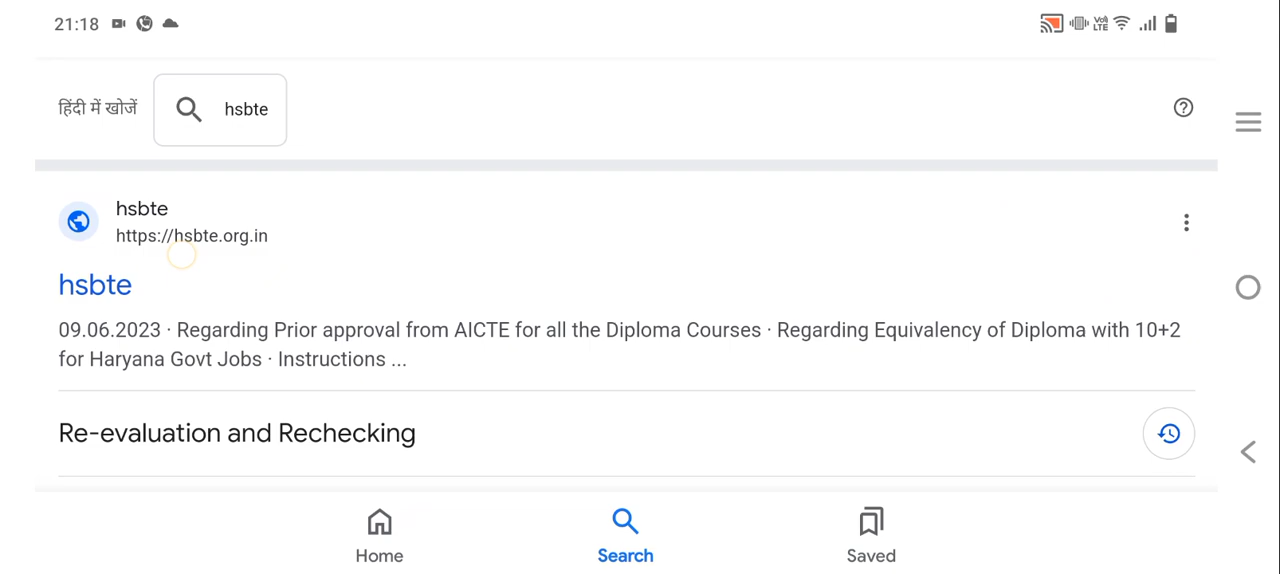 21:18
VoLTE
हिंदी में खोजें
hsbte
hsbte
https://hsbte.org.in
hsbte
09.06.2023 · Regarding Prior approval from AICTE for all the Diploma Courses · Regarding Equivalency of Diploma with 10+2
for Haryana Govt Jobs · Instructions ...
Re-evaluation and Rechecking
Home
Search
Saved